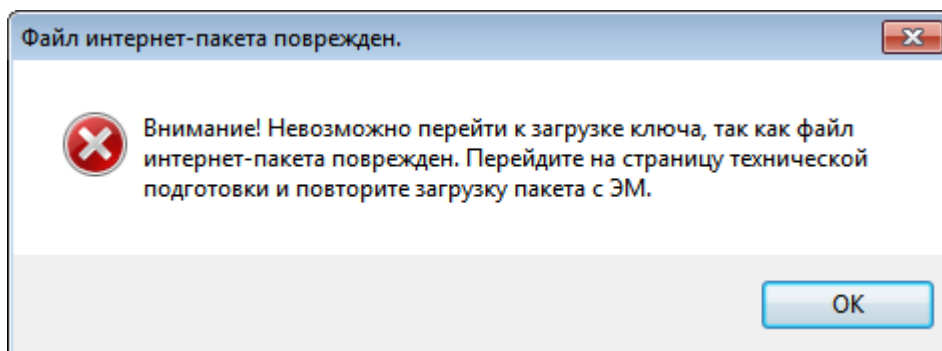 Файл интернет-пакета поврежден.
Внимание! Невозможно перейти к загрузке ключа, так как файл
интернет-пакета поврежден. Перейдите на страницу технической
подготовки и повторите загрузку пакета с ЭМ.
ОК